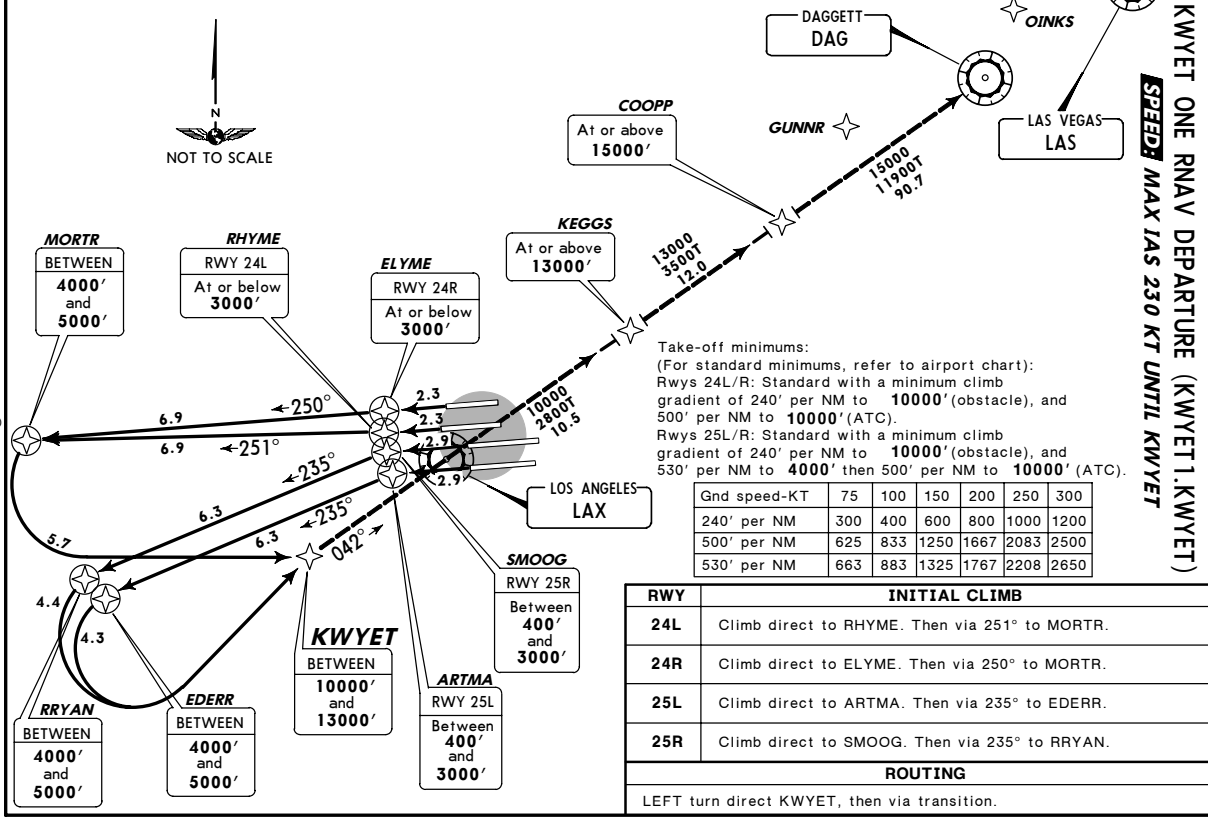 KWYET ONE RNAV DEPARTURE (KWYET1.KWYET)
SPEED: MAX IAS 230 KT UNTIL KWYET
N
NOT TO SCALE
DAGGETT
DAG
OINKS
LAS VEGAS
LAS
GUNNR
COOPP
At or above
15000'
15000
11900T
90.7
KEGGS
At or above
13000'
13000
3500T
12.0
MORTR
BETWEEN
4000'
and
5000'
RHYME
RWY 24L
At or below
3000'
ELYME
RWY 24R
At or below
3000'
10000
2800T
10.5
2.3
2.3
2.9
2.9
6.9
250°
6.9
251°
235°
6.3
235°
6.3
042°
5.7
4.4
4.3
LOS ANGELES
LAX
SMOOG
RWY 25R
Between
400'
and
3000'
KWYET
BETWEEN
10000'
and
13000'
ARTMA
RWY 25L
Between
400'
and
3000'
RRYAN
BETWEEN
4000'
and
5000'
EDERR
BETWEEN
4000'
and
5000'
Take-off minimums:
(For standard minimums, refer to airport chart):
Rwys 24L/R: Standard with a minimum climb
gradient of 240' per NM to 10000' (obstacle), and
500' per NM to 10000' (ATC).
Rwys 25L/R: Standard with a minimum climb
gradient of 240' per NM to 10000' (obstacle), and
530' per NM to 4000' then 500' per NM to 10000' (ATC).
Gnd speed-KT 75 100 150 200 250 300
240' per NM 300 400 600 800 1000 1200
500' per NM 625 833 1250 1667 2083 2500
530' per NM 663 883 1325 1767 2208 2650
RWY INITIAL CLIMB
24L Climb direct to RHYME. Then via 251° to MORTR.
24R Climb direct to ELYME. Then via 250° to MORTR.
25L Climb direct to ARTMA. Then via 235° to EDERR.
25R Climb direct to SMOOG. Then via 235° to RRYAN.
ROUTING
LEFT turn direct KWYET, then via transition.